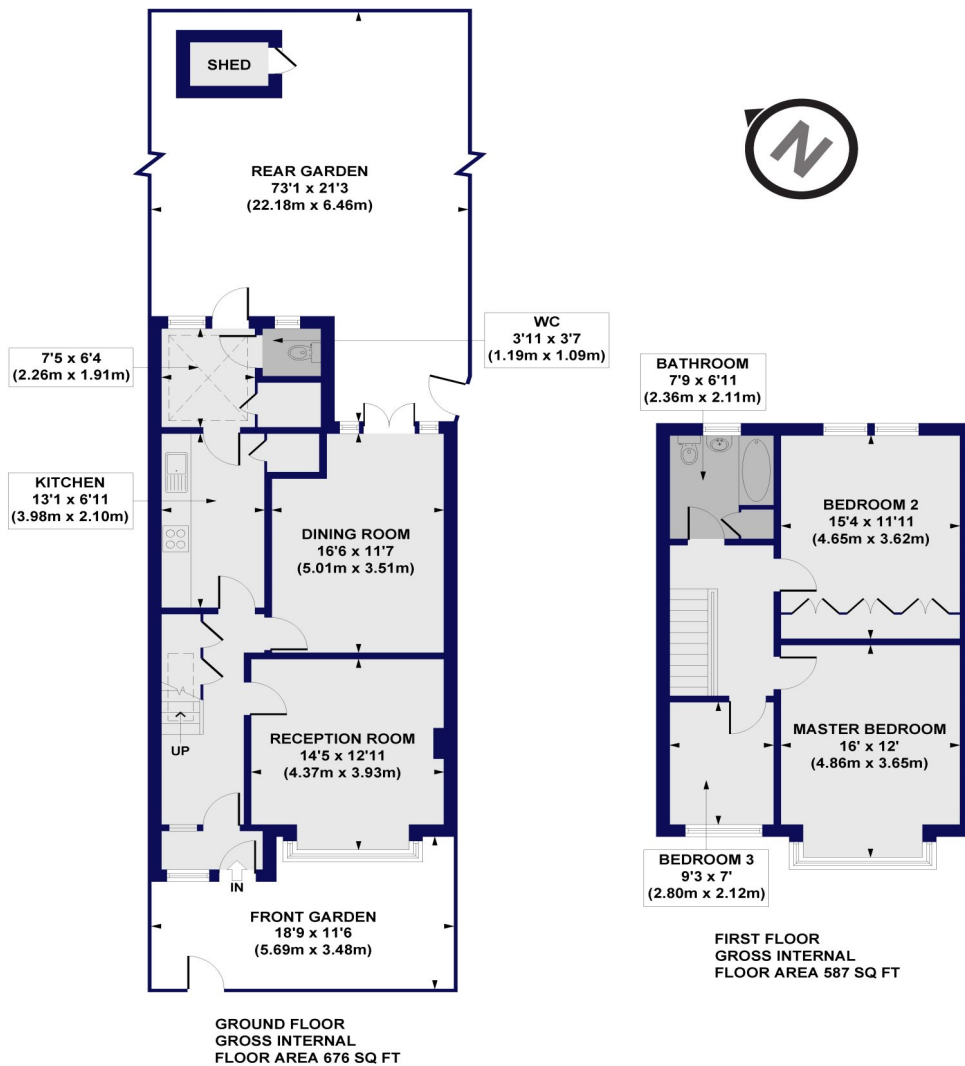 SHED
N
REAR GARDEN
73'1 x 21'3
(22.18m x 6.46m)
7'5 x 6'4
(2.26m x 1.91m)
WC
3'11 x 3'7
(1.19m x 1.09m)
BATHROOM
7'9 x 6'11
(2.36m x 2.11m)
KITCHEN
13'1 x 6'11
(3.98m x 2.10m)
DINING ROOM
16'6 x 11'7
(5.01m x 3.51m)
BEDROOM 2
15'4 x 11'11
(4.65m x 3.62m)
UP
RECEPTION ROOM
14'5 x 12'11
(4.37m x 3.93m)
MASTER BEDROOM
16' x 12'
(4.86m x 3.65m)
BEDROOM 3
9'3 x 7'
(2.80m x 2.12m)
IN
FRONT GARDEN
18'9 x 11'6
(5.69m x 3.48m)
FIRST FLOOR
GROSS INTERNAL
FLOOR AREA 587 SQ FT
GROUND FLOOR
GROSS INTERNAL
FLOOR AREA 676 SQ FT